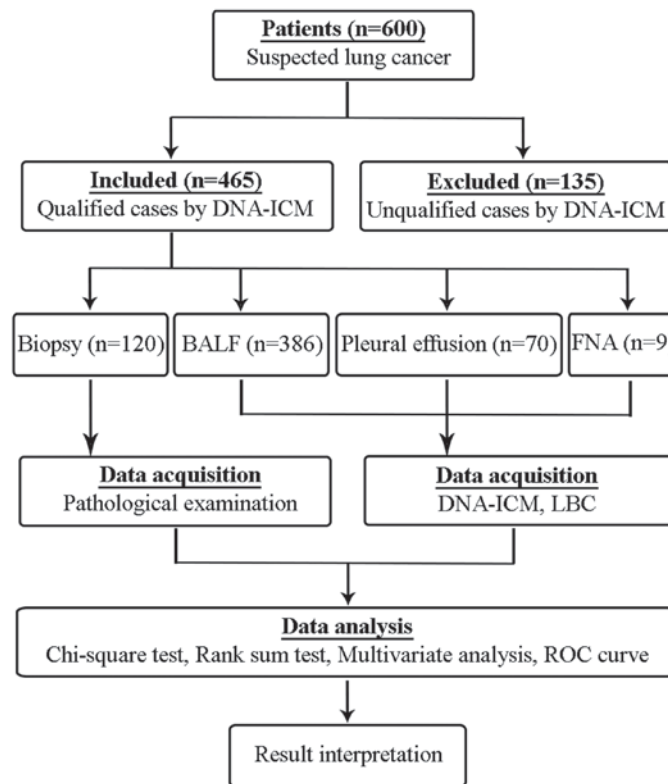 Patients (n=600)
Suspected lung cancer
Included (n=465)
Qualified cases by DNA-ICM
Excluded (n=135)
Unqualified cases by DNA-ICM
Biopsy (n=120)
BALF (n=386)
Pleural effusion (n=70)
FNA (n=9
Data acquisition
Pathological examination
Data acquisition
DNA-ICM, LBC
Data analysis
Chi-square test, Rank sum test, Multivariate analysis, ROC curve
Result interpretation